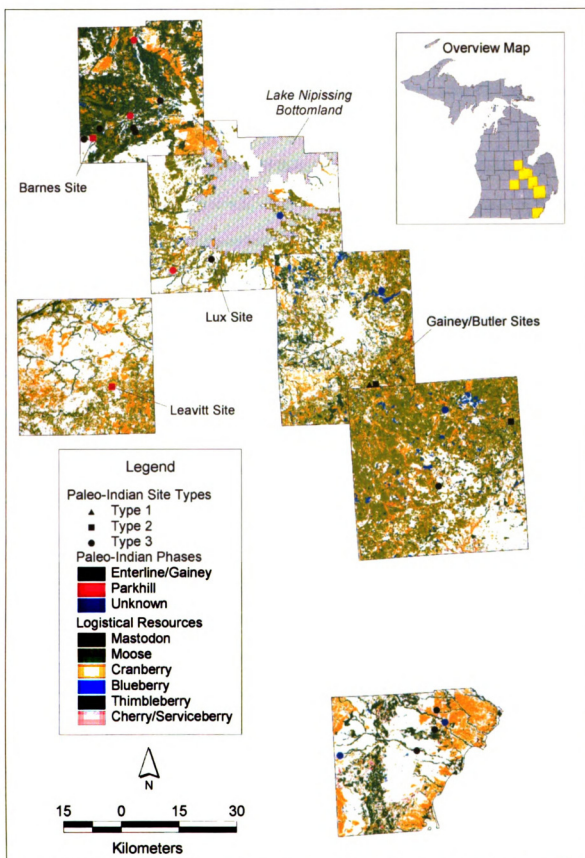 Overview Map
Lake Nipissing
Bottomland
Barnes Site
Lux Site
Gainey/Butler Sites
Leavitt Site
Legend
Paleo-Indian Site Types
Type 1
Type 2
Type 3
Paleo-Indian Phases
Enterline/Gainey
Parkhill
Unknown
Logistical Resources
Mastodon
Moose
Cranberry
Blueberry
Thimbleberry
Cherry/Serviceberry
N
15 0 15 30
Kilometers